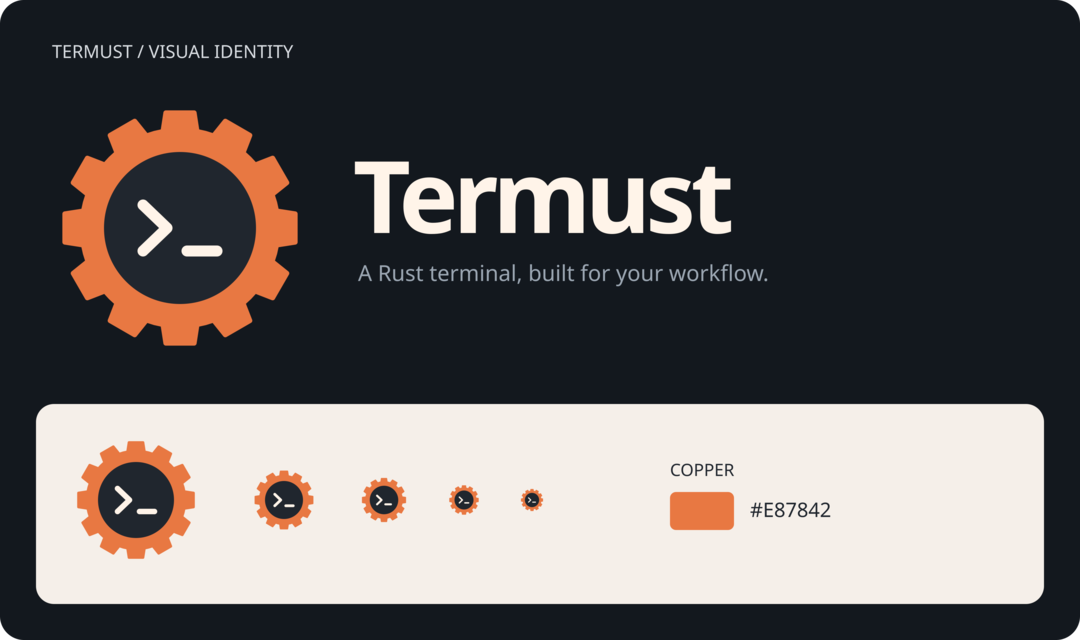 TERMUST / VISUAL IDENTITY
Termust
A Rust terminal, built for your workflow.
COPPER
#E87842